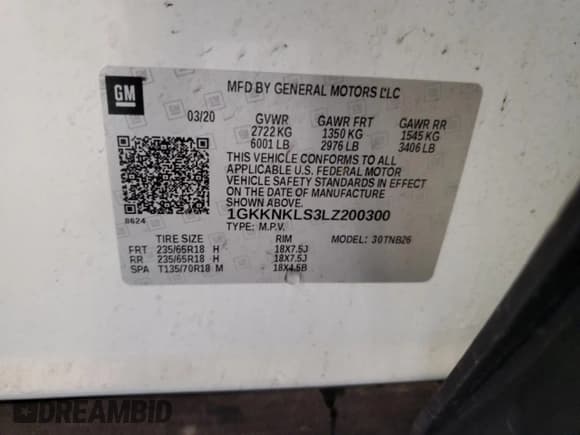 GM
MFD BY GENERAL MOTORS LLC
03/20 GVWR GAWR FRT GAWR RR
2722 KG 1350 KG 1545 KG
6001 LB 2976 LB 3406 LB
THIS VEHICLE CONFORMS TO ALL
APPLICABLE U.S. FEDERAL MOTOR
VEHICLE SAFETY STANDARDS IN EFFECT
ON THE DATE OF MANUFACTURE
SHOWN ABOVE.
8624
1GKKNKLS3LZ200300
TYPE: M.P.V.
TIRE SIZE RIM MODEL: 30TNB26
FRT 235/65R18 H 18X7.5J
RR 235/65R18 H 18X7.5J
SPA T135/70R18 M 18X4.5B
DREAMBID